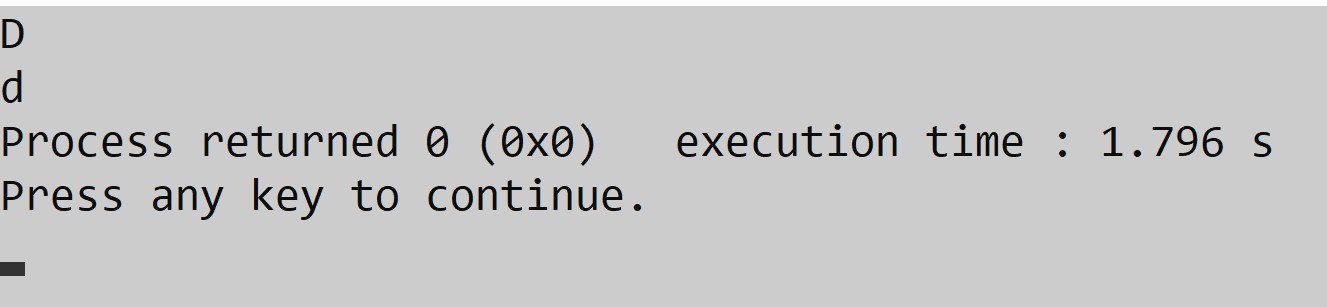 D
d
Process returned 0 (0x0)   execution time : 1.796 s
Press any key to continue.